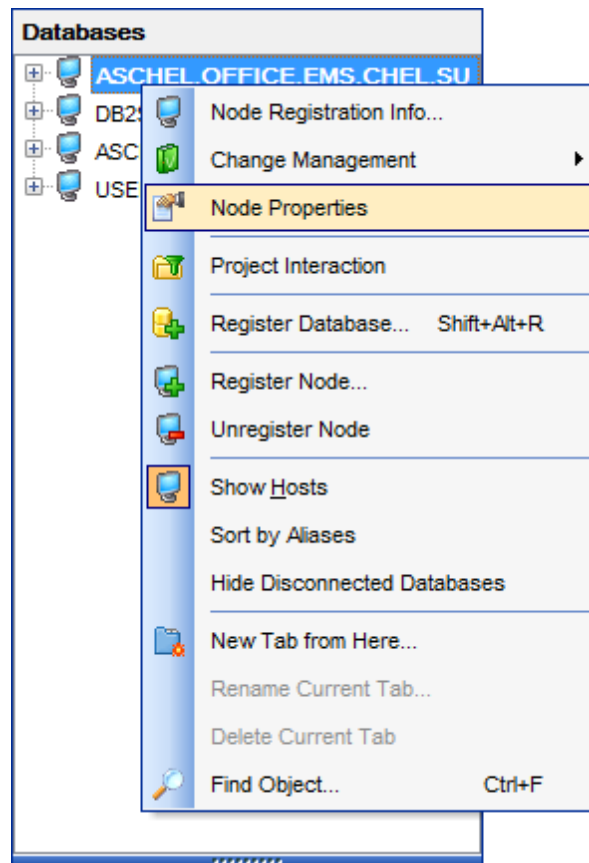 Databases
ASCHEL.OFFICE.EMS.CHEL.SU
DB2
ASC
USE
Node Registration Info...
Change Management
Node Properties
Project Interaction
Register Database... Shift+Alt+R
Register Node...
Unregister Node
Show Hosts
Sort by Aliases
Hide Disconnected Databases
New Tab from Here...
Rename Current Tab...
Delete Current Tab
Find Object... Ctrl+F